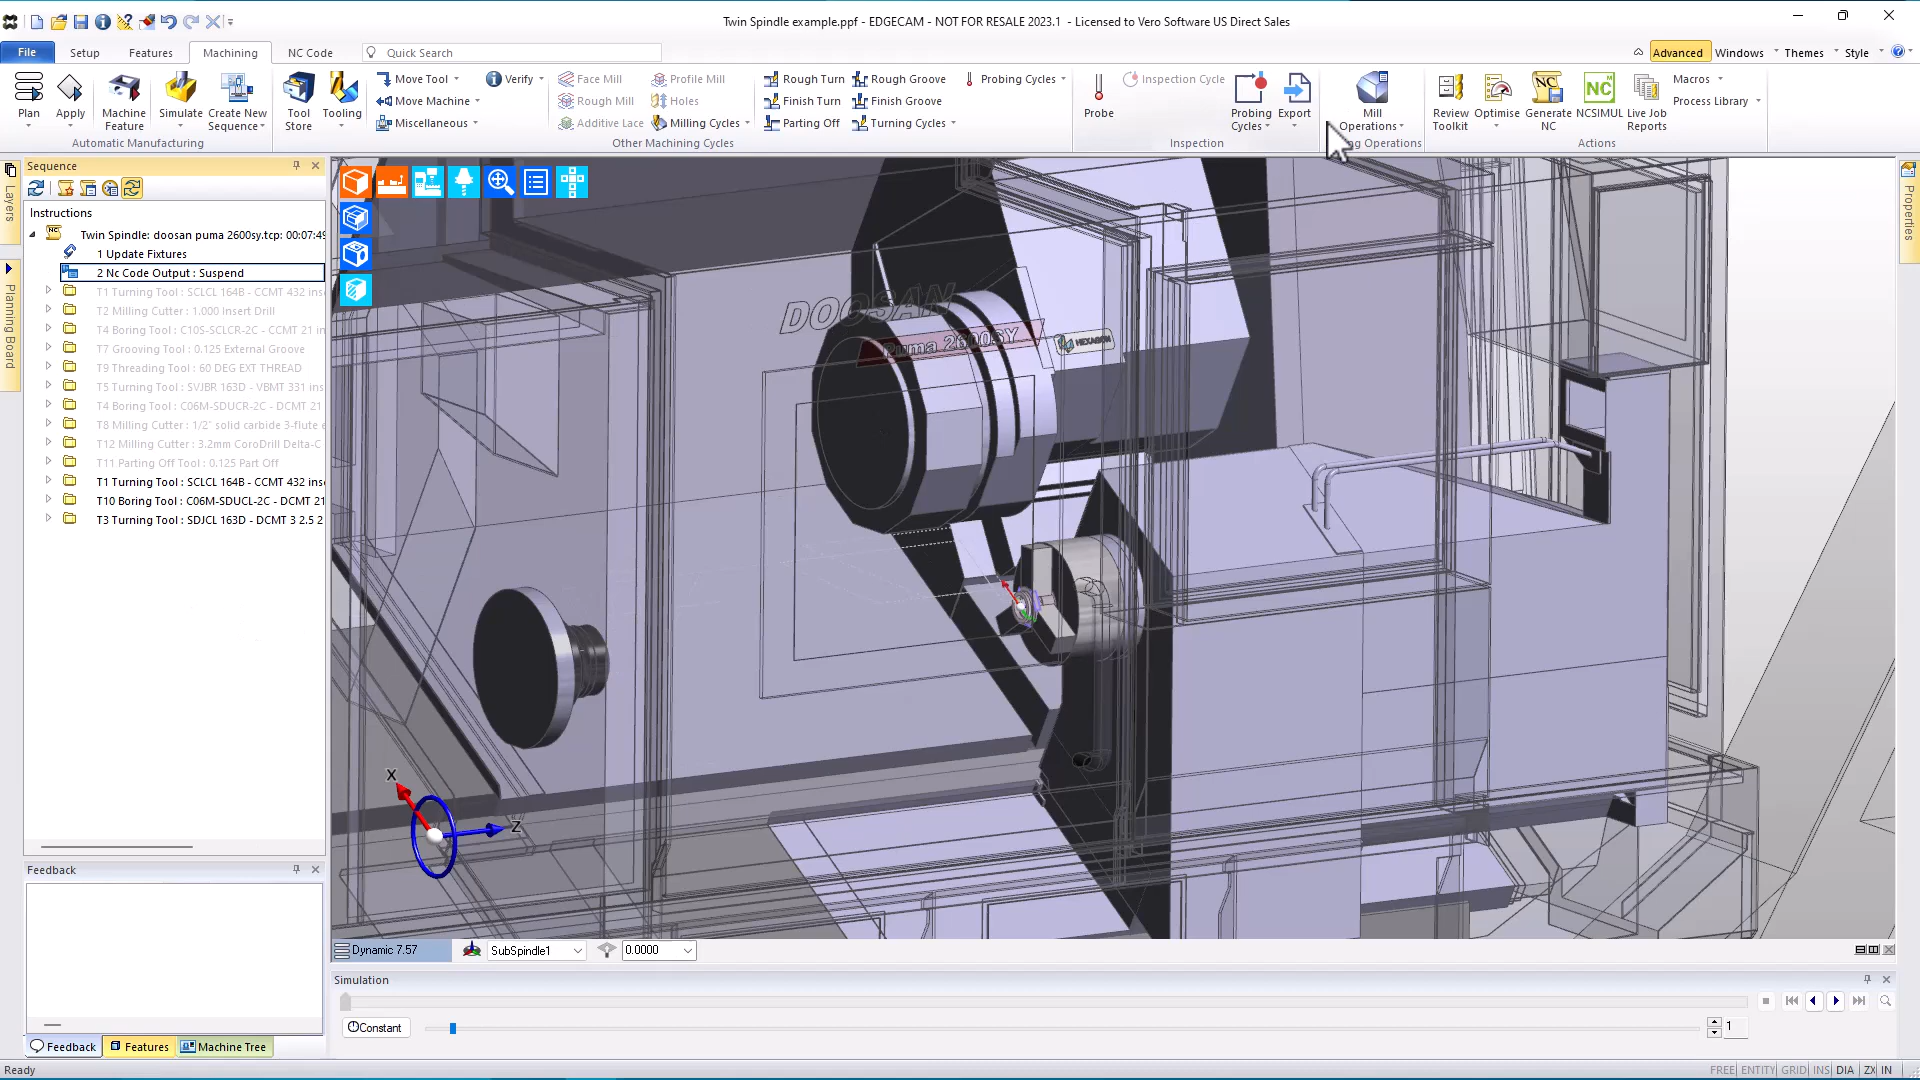 Twin Spindle example.ppf - EDGECAM - NOT FOR RESALE 2023.1 - Licensed to Vero Software US Direct Sales
File Setup Features Machining NC Code Quick Search Advanced Windows Themes Style
Plan Apply Machine Feature Simulate Create New Sequence
Automatic Manufacturing
Tool Store Tooling
Move Tool Verify
Move Machine
Miscellaneous
Face Mill Profile Mill
Rough Mill Holes
Additive Lace Milling Cycles
Rough Turn Rough Groove
Finish Turn Finish Groove
Parting Off Turning Cycles
Probing Cycles
Other Machining Cycles
Probe Inspection Cycle Probing Cycles Export
Inspection
Mill Operations
Operations
Review Toolkit Optimise Generate NC NCSIMUL Live Job Reports
Macros
Process Library
Actions
Layers
Planning Board
Properties
Sequence
Instructions
Twin Spindle: doosan puma 2600sy.tcp: 00:07:49
1 Update Fixtures
2 Nc Code Output : Suspend
T1 Turning Tool : SCLCL 164B - CCMT 432 ins
T2 Milling Cutter : 1.000 Insert Drill
T4 Boring Tool : C10S-SCLCR-2C - CCMT 21 in
T7 Grooving Tool : 0.125 External Groove
T9 Threading Tool : 60 DEG EXT THREAD
T5 Turning Tool : SVJBR 163D - VBMT 331 ins
T4 Boring Tool : C06M-SDUCR-2C - DCMT 21
T8 Milling Cutter : 1/2" solid carbide 3-flute e
T12 Milling Cutter : 3.2mm CoroDrill Delta-C
T11 Parting Off Tool : 0.125 Part Off
T1 Turning Tool : SCLCL 164B - CCMT 432 ins
T10 Boring Tool : C06M-SDUCL-2C - DCMT 21
T3 Turning Tool : SDJCL 163D - DCMT 3 2.5 2
DOOSAN
Puma 2600SY
HEXAGON
X
Z
Feedback
Feedback Features Machine Tree
Dynamic 7.57 SubSpindle1 0.0000
Simulation
Constant 1
Ready FREE ENTITY GRID INS DIA ZX IN